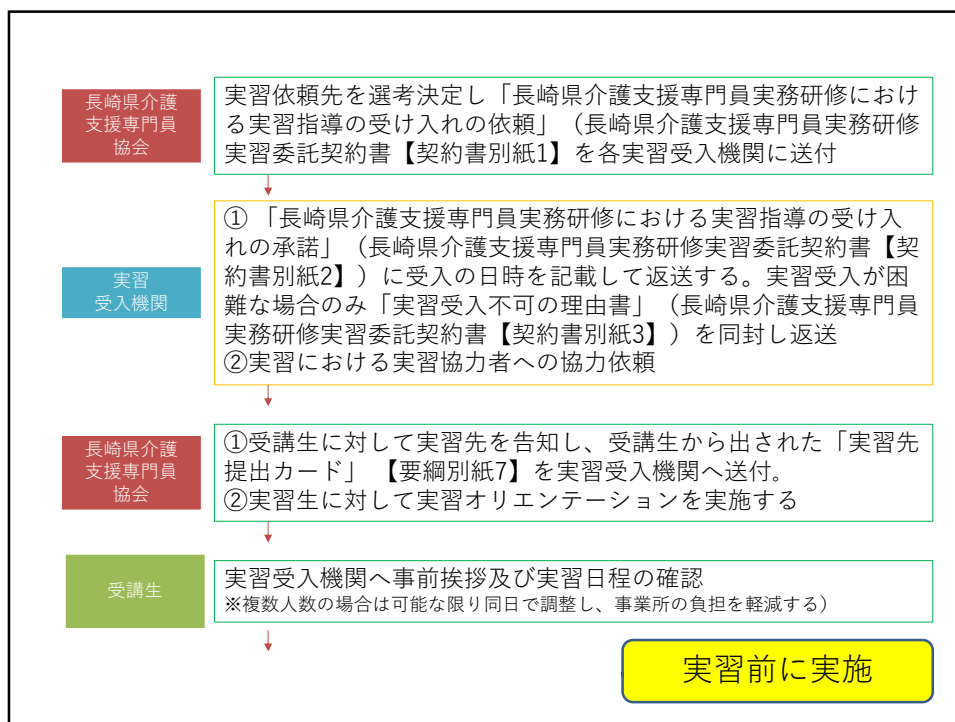 長崎県介護
支援専門員
協会
実習依頼先を選考決定し「長崎県介護支援専門員実務研修におけ
る実習指導の受け入れの依頼」（長崎県介護支援専門員実務研修
実習委託契約書【契約書別紙1】を各実習受入機関に送付
実習
受入機関
① 「長崎県介護支援専門員実務研修における実習指導の受け入
れの承諾」（長崎県介護支援専門員実務研修実習委託契約書【契
約書別紙2】）に受入の日時を記載して返送する。実習受入が困
難な場合のみ「実習受入不可の理由書」（長崎県介護支援専門員
実務研修実習委託契約書【契約書別紙3】）を同封し返送
②実習における実習協力者への協力依頼
長崎県介護
支援専門員
協会
①受講生に対して実習先を告知し、受講生から出された「実習先
提出カード」【要綱別紙7】を実習受入機関へ送付。
②実習生に対して実習オリエンテーションを実施する
受講生
実習受入機関へ事前挨拶及び実習日程の確認
※複数人数の場合は可能な限り同日で調整し、事業所の負担を軽減する）
実習前に実施